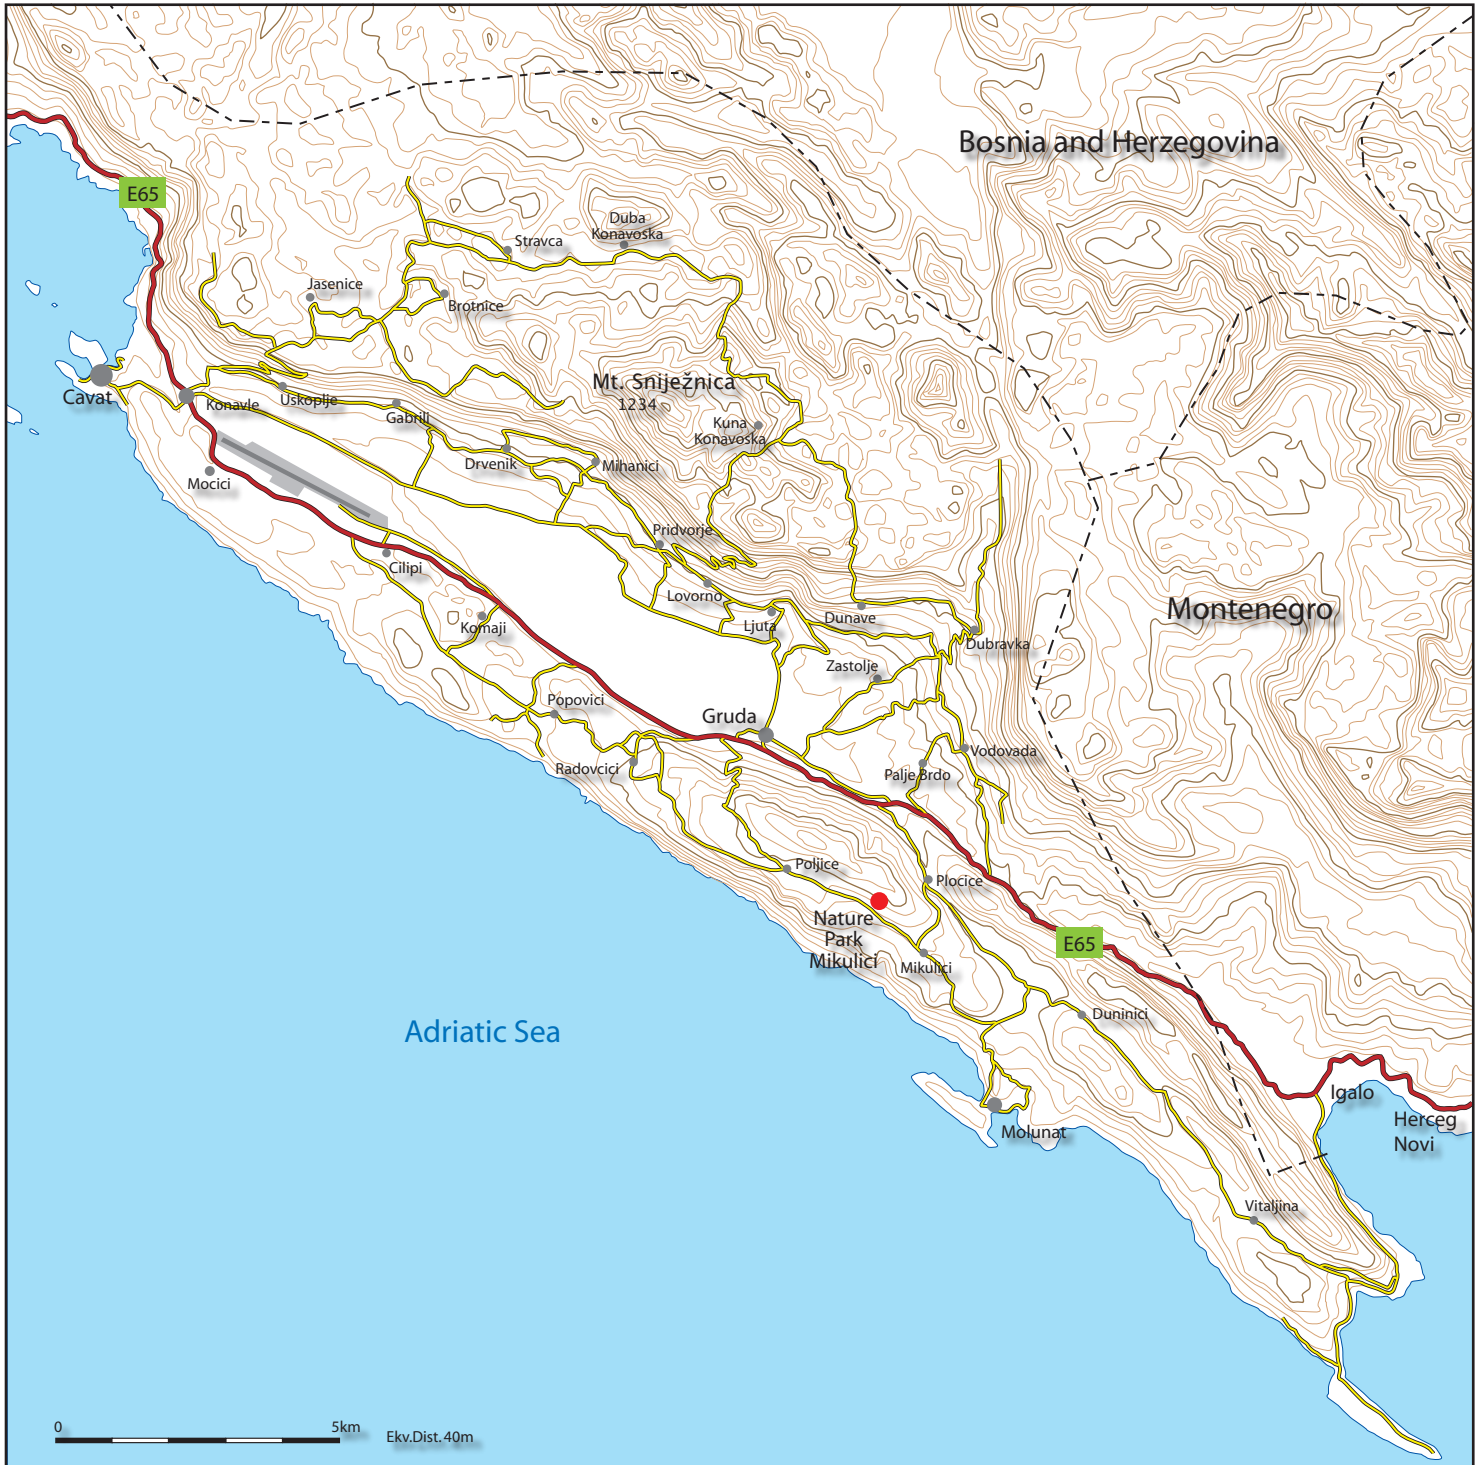 Bosnia and Herzegovina
E65
Duba
Konavoska
Stravca
Jasenice
Brotnice
Mt. Sniježnica
1234
Cavat
Konavle
Uskoplje
Gabrili
Kuna
Konavoska
Drvenik
Mihanici
Mocici
Pridvorje
Cilipi
Lovorno
Montenegro
Komaji
Ljuta
Dunave
Dubravka
Zastolje
Popovici
Gruda
Vodovada
Radovcici
Palje Brdo
Poljice
Plocice
Nature
Park
Mikulici
E65
Mikulici
Duninici
Adriatic Sea
Igalo
Herceg
Novi
Molunat
Vitaljina
0 5km
Ekv.Dist. 40m